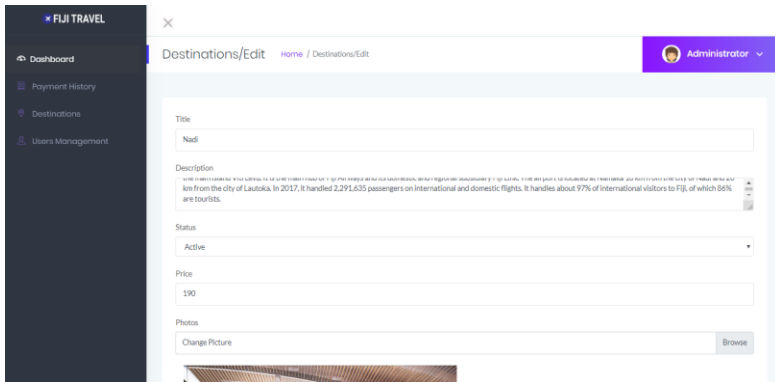 FIJI TRAVEL
Dashboard
Payment History
Destinations
Users Management
Destinations/Edit Home / Destinations/Edit
Administrator
Title
Nadi
Description
km from the city of Lautoka. In 2017, it handled 2,291,635 passengers on international and domestic flights. It handles about 97% of international visitors to Fiji, of which 86%
are tourists.
Status
Active
Price
190
Photos
Change Picture Browse